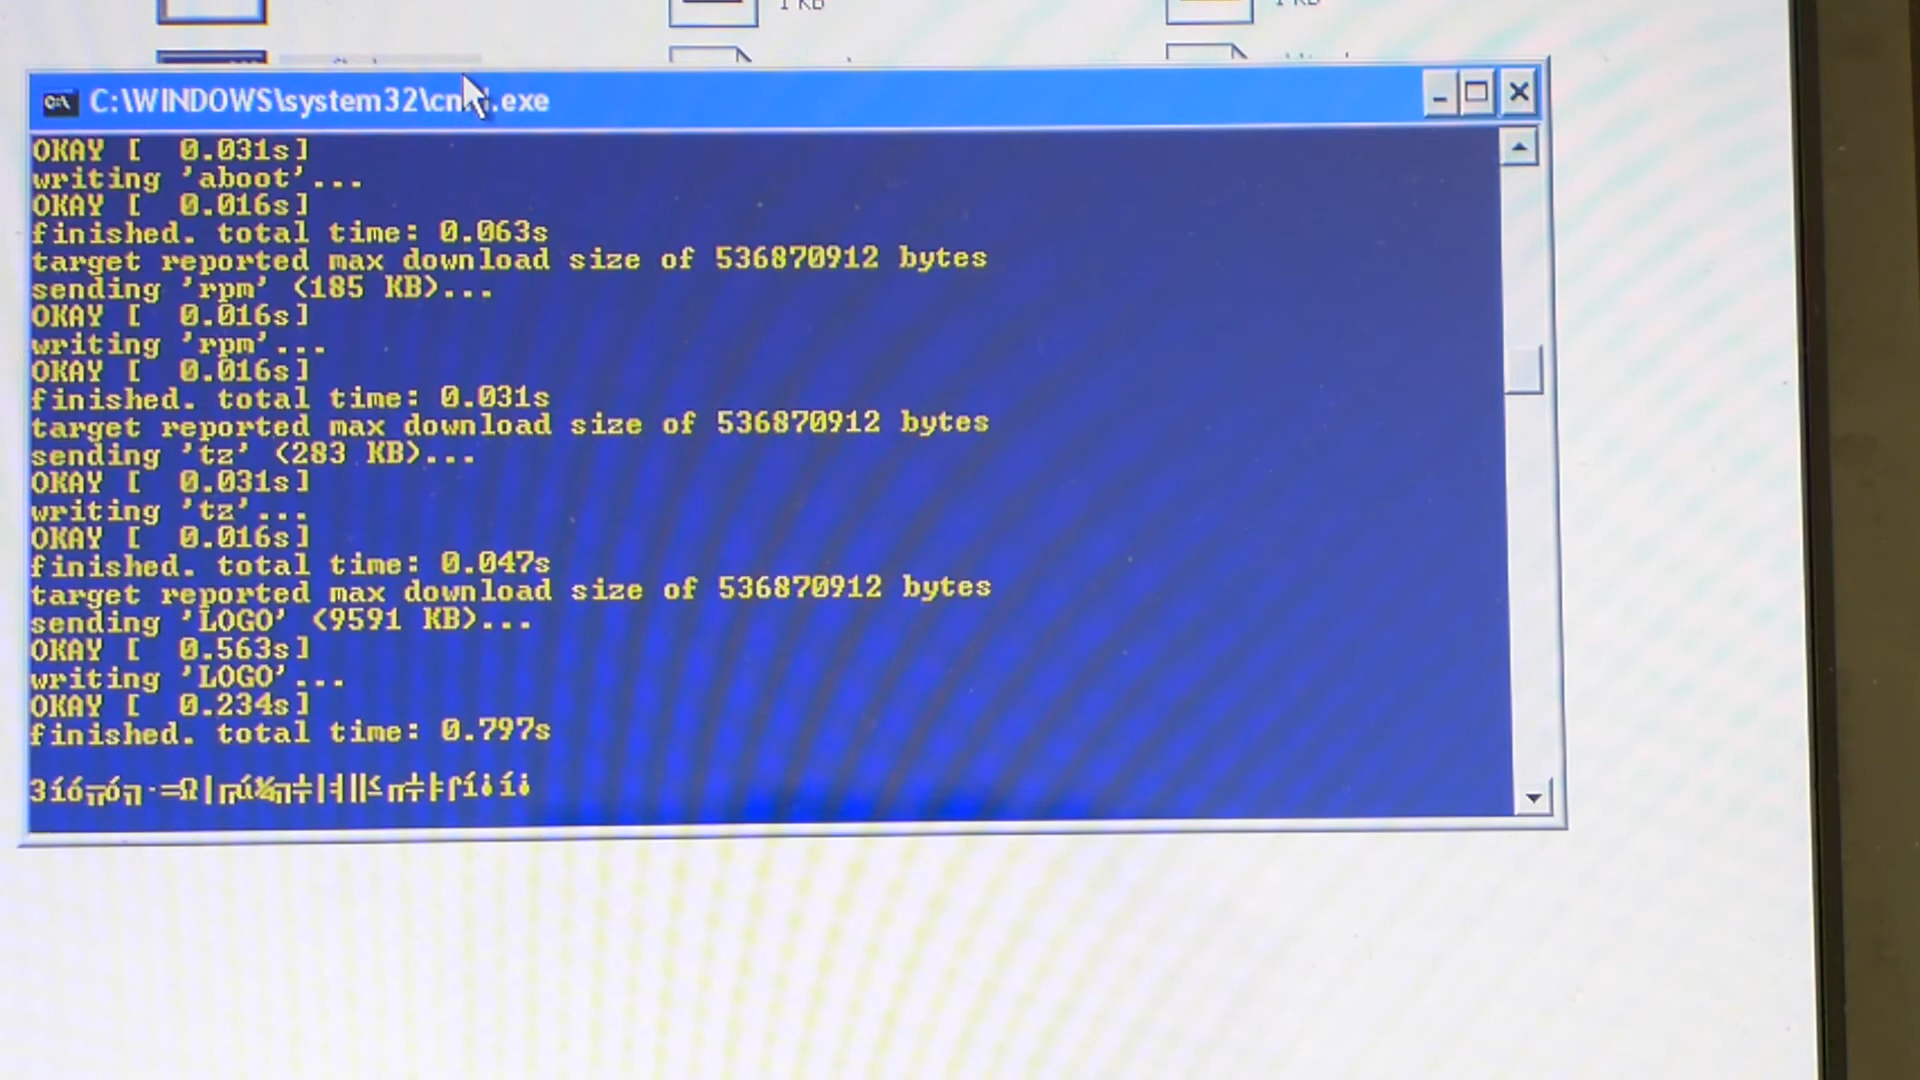 1 KB
1 KB
C:\WINDOWS\system32\cmd.exe
OKAY [  0.031s]
writing 'aboot'...
OKAY [  0.016s]
finished. total time: 0.063s
target reported max download size of 536870912 bytes
sending 'rpm' (185 KB)...
OKAY [  0.016s]
writing 'rpm'...
OKAY [  0.016s]
finished. total time: 0.031s
target reported max download size of 536870912 bytes
sending 'tz' (283 KB)...
OKAY [  0.031s]
writing 'tz'...
OKAY [  0.016s]
finished. total time: 0.047s
target reported max download size of 536870912 bytes
sending 'LOGO' (9591 KB)...
OKAY [  0.563s]
writing 'LOGO'...
OKAY [  0.234s]
finished. total time: 0.797s